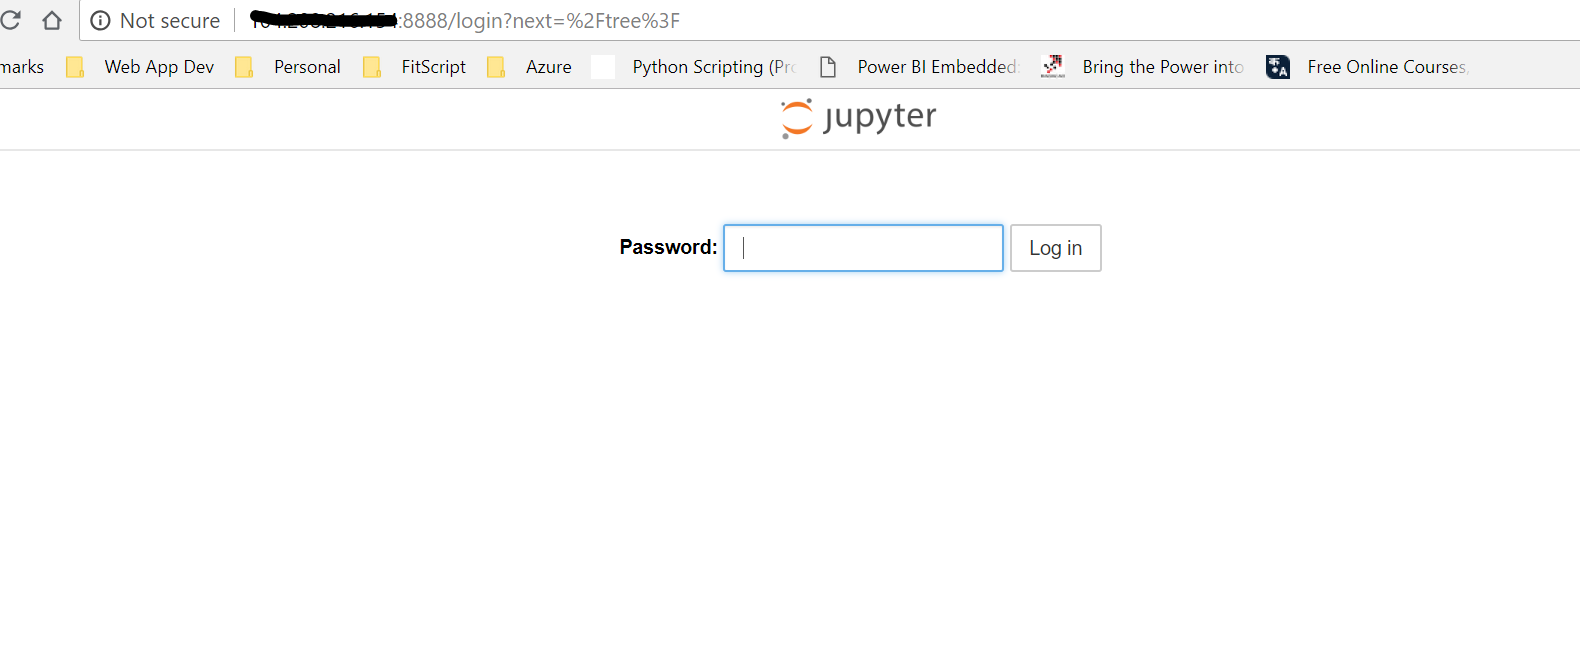 Not secure :8888/login?next=%2Ftree%3F
marks Web App Dev Personal FitScript Azure Python Scripting (Pr Power BI Embedded: Bring the Power into Free Online Courses,
jupyter
Password: Log in